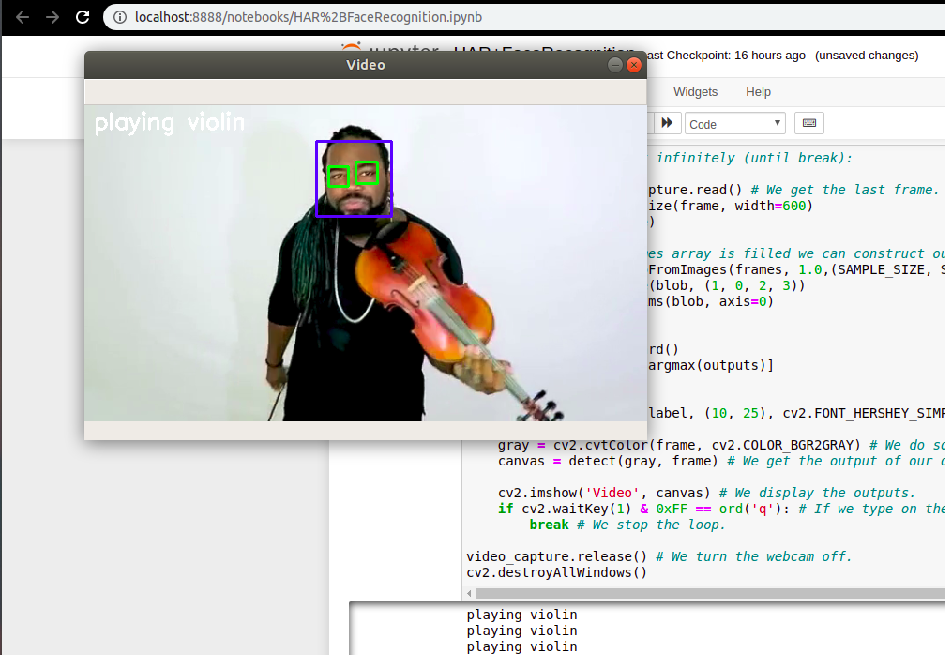 localhost:8888/notebooks/HAR%2BFaceRecognition.ipynb
jupyter HAR+FaceRecognition Last Checkpoint: 16 hours ago (unsaved changes)
Video
Widgets Help
Code
playing violin
infinitely (until break):
pture.read() # We get the last frame.
ize(frame, width=600)
)
es array is filled we can construct ou
FromImages(frames, 1.0,(SAMPLE_SIZE, S
(blob, (1, 0, 2, 3))
ms(blob, axis=0)
rd()
argmax(outputs)]
label, (10, 25), cv2.FONT_HERSHEY_SIMP
gray = cv2.cvtColor(frame, cv2.COLOR_BGR2GRAY) # We do so
canvas = detect(gray, frame) # We get the output of our d
cv2.imshow('Video', canvas) # We display the outputs.
if cv2.waitKey(1) & 0xFF == ord('q'): # If we type on the
break # We stop the loop.
video_capture.release() # We turn the webcam off.
cv2.destroyAllWindows()
playing violin
playing violin
playing violin